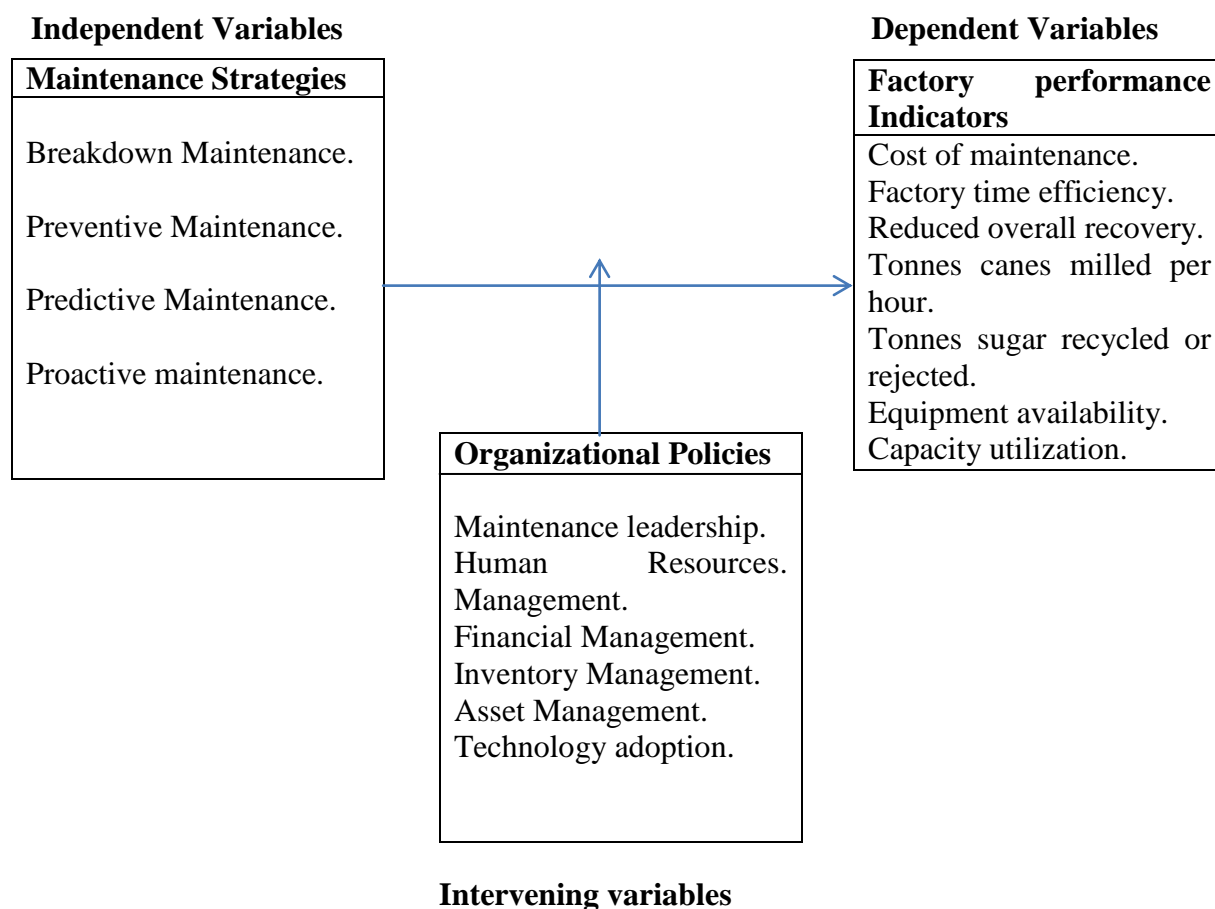 Independent Variables
Maintenance Strategies
Breakdown Maintenance.
Preventive Maintenance.
Predictive Maintenance.
Proactive maintenance.
Dependent Variables
Factory performance
Indicators
Cost of maintenance.
Factory time efficiency.
Reduced overall recovery.
Tonnes canes milled per
hour.
Tonnes sugar recycled or
rejected.
Equipment availability.
Capacity utilization.
Organizational Policies
Maintenance leadership.
Human Resources.
Management.
Financial Management.
Inventory Management.
Asset Management.
Technology adoption.
Intervening variables